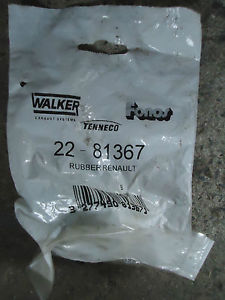 WALKER
EXHAUST SYSTEMS
Fonos
TENNECO
22 - 81367
RUBBER RENAULT